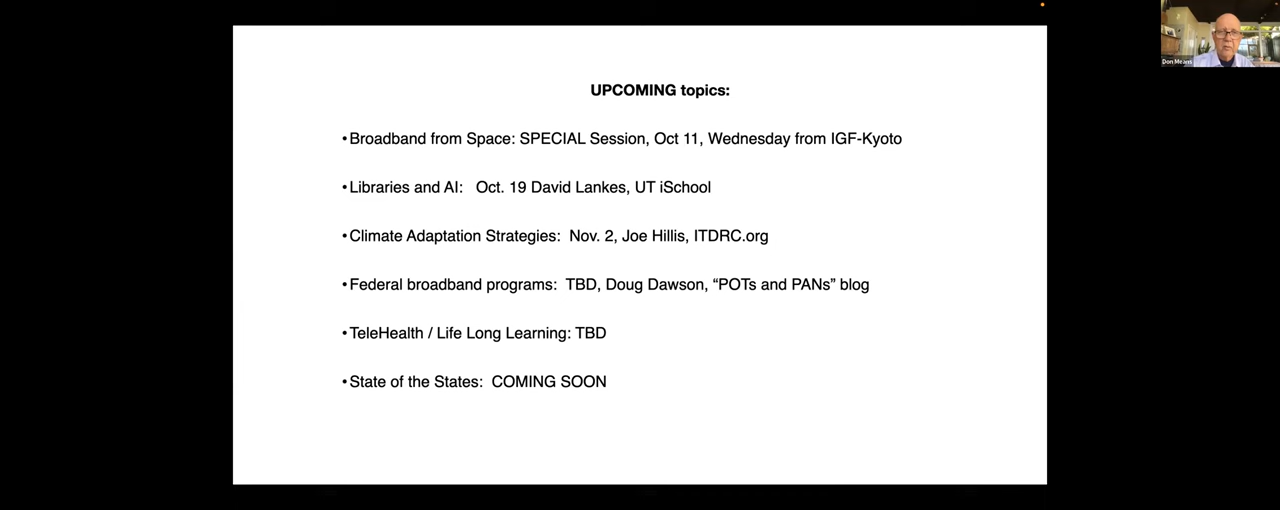 UPCOMING topics:
•Broadband from Space: SPECIAL Session, Oct 11, Wednesday from IGF-Kyoto
•Libraries and AI: Oct. 19 David Lankes, UT iSchool
•Climate Adaptation Strategies: Nov. 2, Joe Hillis, ITDRC.org
•Federal broadband programs: TBD, Doug Dawson, “POTs and PANs” blog
•TeleHealth / Life Long Learning: TBD
•State of the States: COMING SOON
Don Means